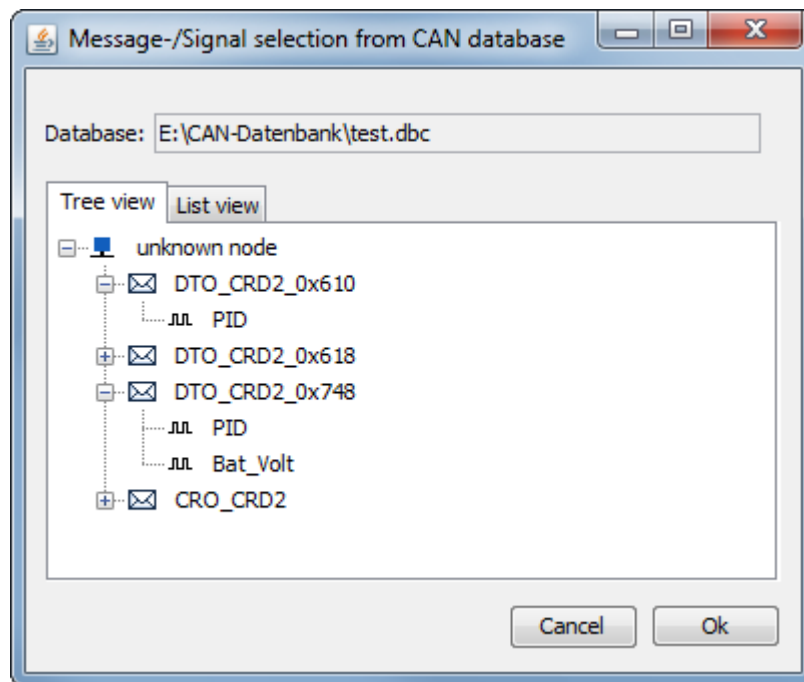 Message-/Signal selection from CAN database
Database: E:\CAN-Datenbank\test.dbc
Tree view List view
unknown node
DTO_CRD2_0x610
PID
DTO_CRD2_0x618
DTO_CRD2_0x748
PID
Bat_Volt
CRO_CRD2
Cancel Ok